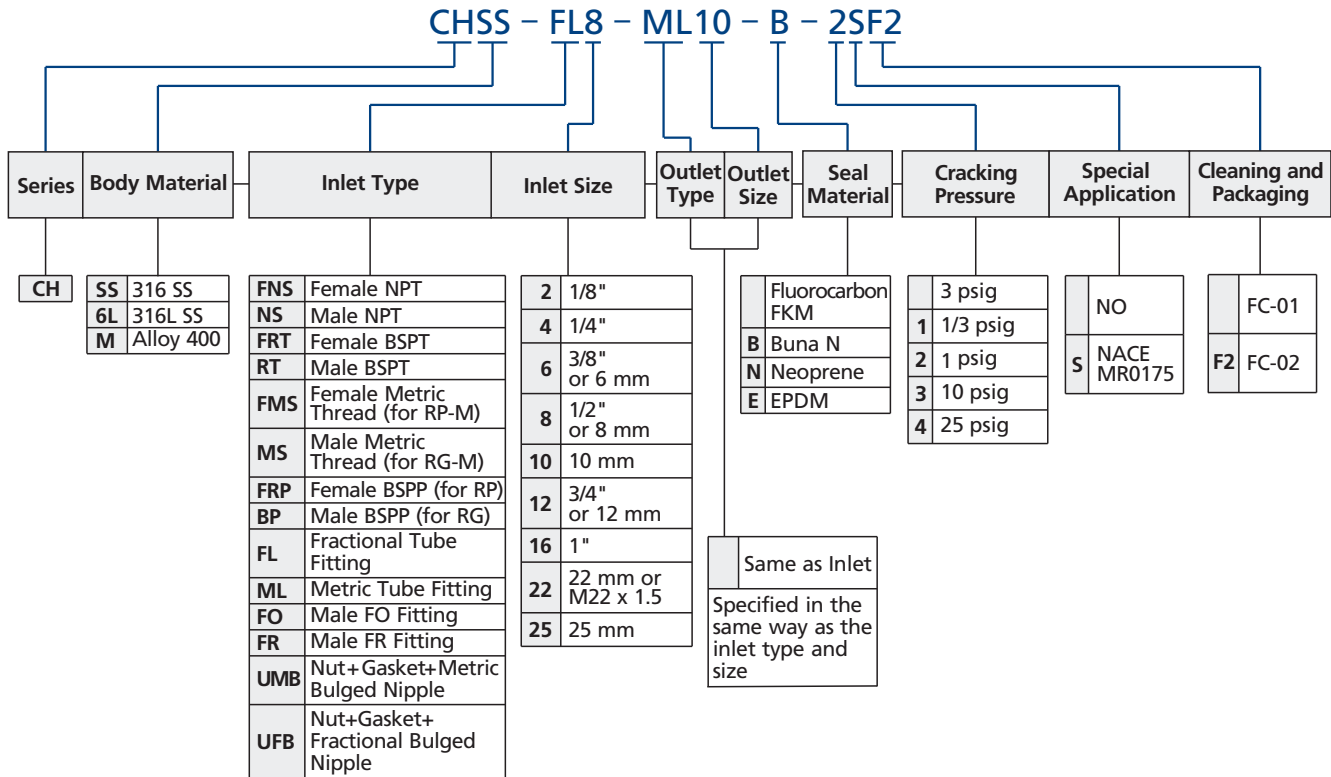 CHSS – FL8 – ML10 – B – 2SF2
Series
Body Material
Inlet Type
Inlet Size
Outlet
Type
Outlet
Size
Seal
Material
Cracking
Pressure
Special
Application
Cleaning and
Packaging
CH
SS 316 SS
6L 316L SS
M Alloy 400
FNS Female NPT
NS Male NPT
FRT Female BSPT
RT Male BSPT
FMS Female Metric
Thread (for RP-M)
MS Male Metric
Thread (for RG-M)
FRP Female BSPP (for RP)
BP Male BSPP (for RG)
FL Fractional Tube
Fitting
ML Metric Tube Fitting
FO Male FO Fitting
FR Male FR Fitting
UMB Nut+Gasket+Metric
Bulged Nipple
UFB Nut+Gasket+
Fractional Bulged
Nipple
2 1/8"
4 1/4"
6 3/8"
or 6 mm
8 1/2"
or 8 mm
10 10 mm
12 3/4"
or 12 mm
16 1"
22 22 mm or
M22 x 1.5
25 25 mm
Same as Inlet
Specified in the
same way as the
inlet type and
size
Fluorocarbon
FKM
B Buna N
N Neoprene
E EPDM
3 psig
1 1/3 psig
2 1 psig
3 10 psig
4 25 psig
NO
S NACE
MR0175
FC-01
F2 FC-02